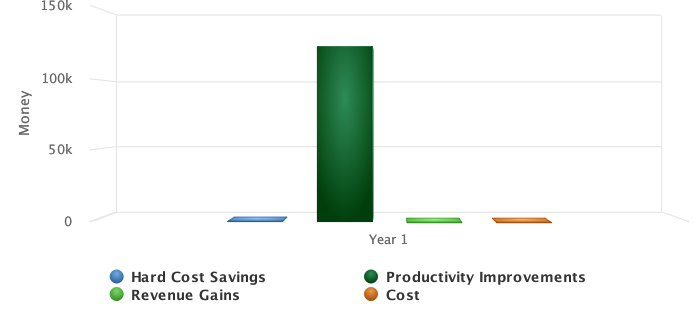 150k
100k
Money
50k
0
Year 1
Hard Cost Savings
Productivity Improvements
Revenue Gains
Cost